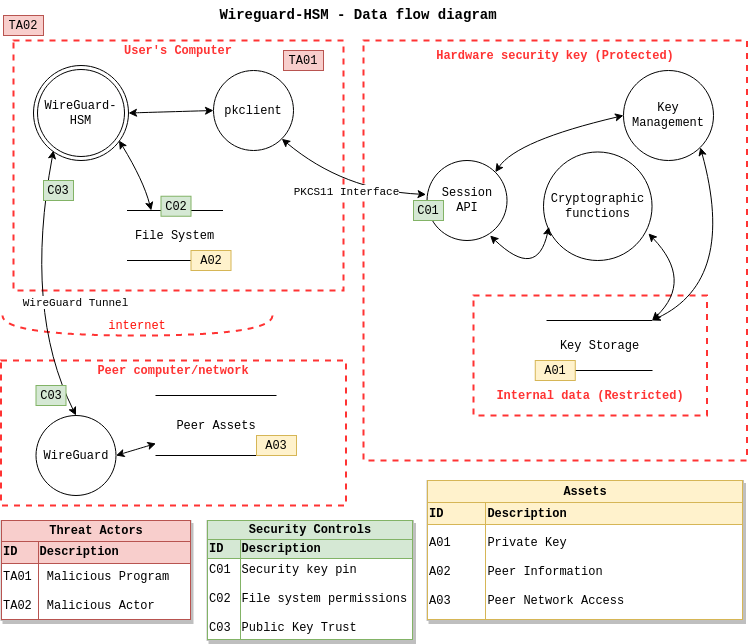 Wireguard-HSM - Data flow diagram
TA02
User's Computer
TA01
Hardware security key (Protected)
WireGuard-
HSM
pkclient
Key
Management
C03
C02
PKCS11 Interface
Session
API
C01
Cryptographic
functions
File System
A02
WireGuard Tunnel
internet
Key Storage
A01
Internal data (Restricted)
Peer computer/network
C03
Peer Assets
A03
WireGuard
Threat Actors
ID Description
TA01 Malicious Program
TA02 Malicious Actor
Security Controls
ID Description
C01 Security key pin
C02 File system permissions
C03 Public Key Trust
Assets
ID Description
A01 Private Key
A02 Peer Information
A03 Peer Network Access